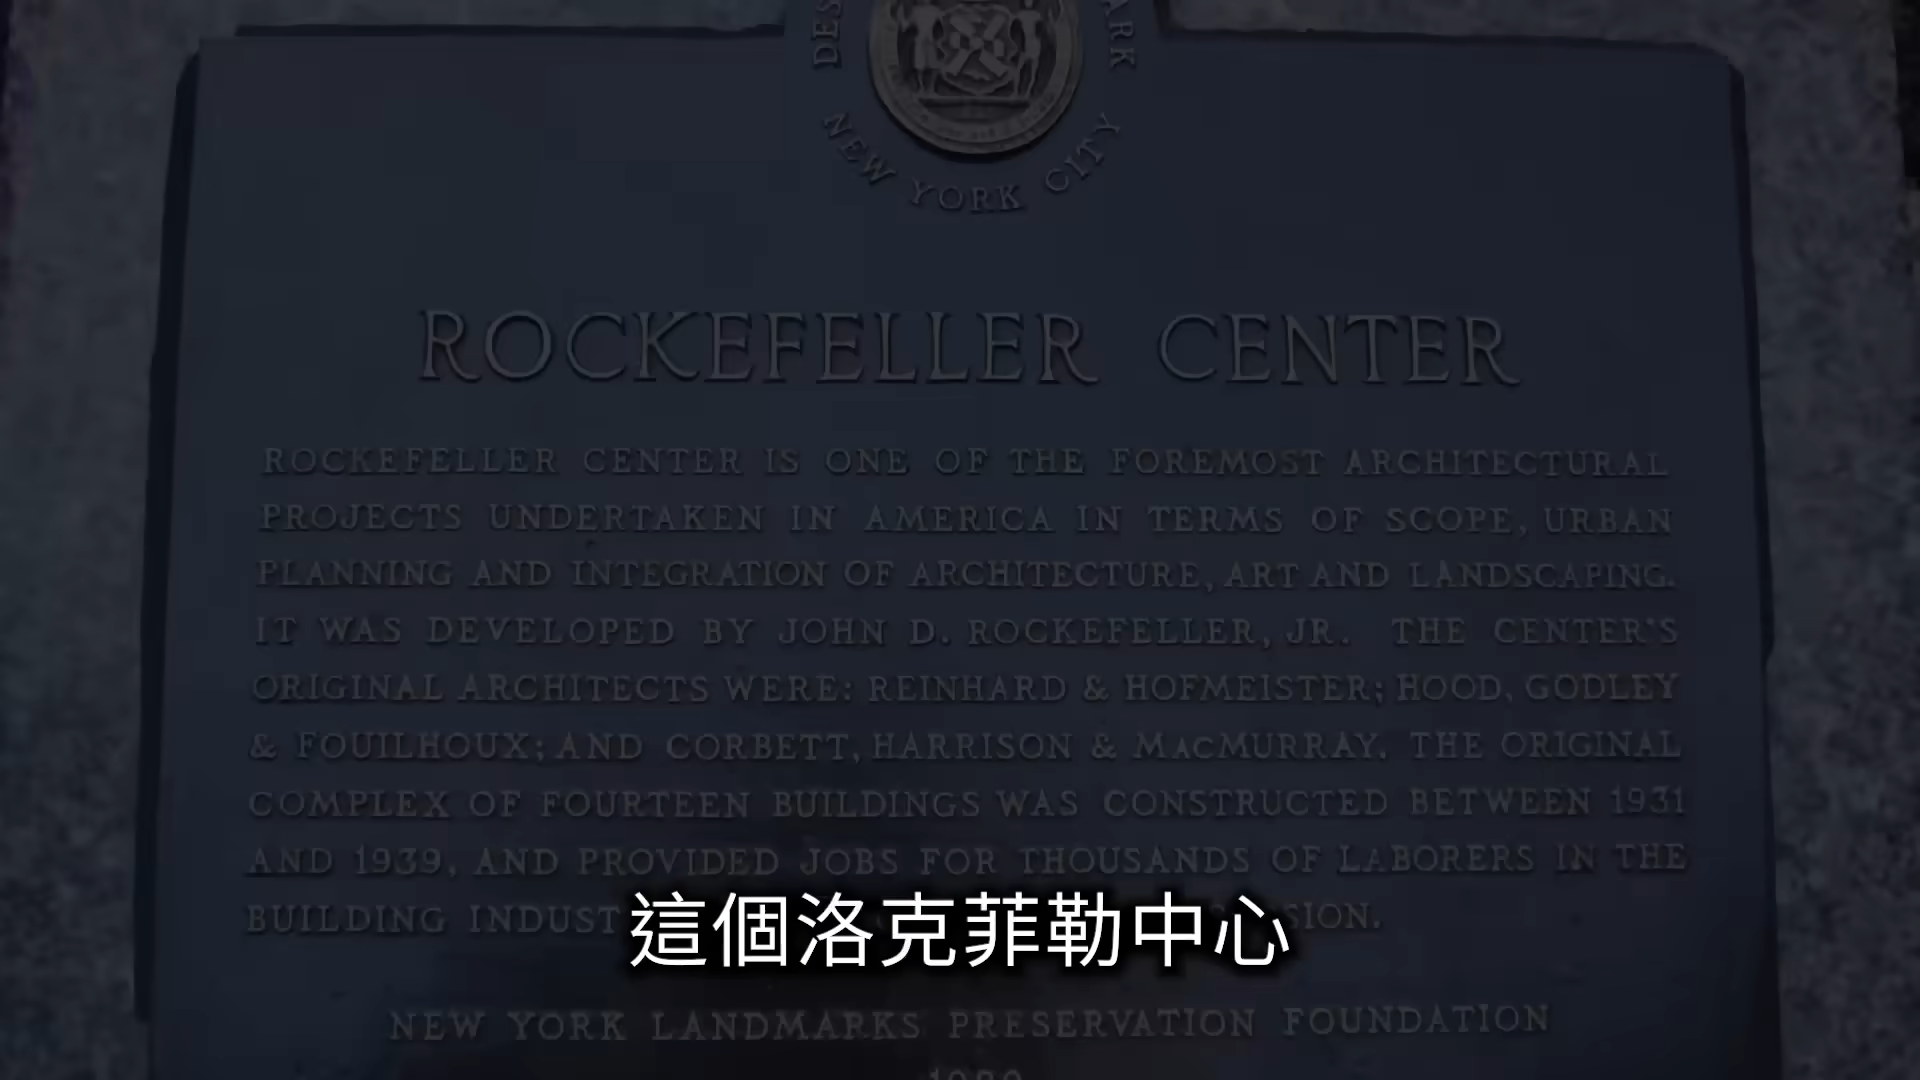 NEW YORK CITY
ROCKEFELLER CENTER
ROCKEFELLER CENTER IS ONE OF THE FOREMOST ARCHITECTURAL
PROJECTS UNDERTAKEN IN AMERICA IN TERMS OF SCOPE, URBAN
PLANNING AND INTEGRATION OF ARCHITECTURE, ART AND LANDSCAPING.
IT WAS DEVELOPED BY JOHN D. ROCKEFELLER, JR. THE CENTER'S
ORIGINAL ARCHITECTS WERE: REINHARD & HOFMEISTER; HOOD, GODLEY
& FOUILHOUX; AND CORBETT, HARRISON & MACMURRAY. THE ORIGINAL
COMPLEX OF FOURTEEN BUILDINGS WAS CONSTRUCTED BETWEEN 1931
AND 1939, AND PROVIDED JOBS FOR THOUSANDS OF LABORERS IN THE
BUILDING
這個洛克菲勒中心
NEW YORK LANDMARKS PRESERVATION FOUNDATION